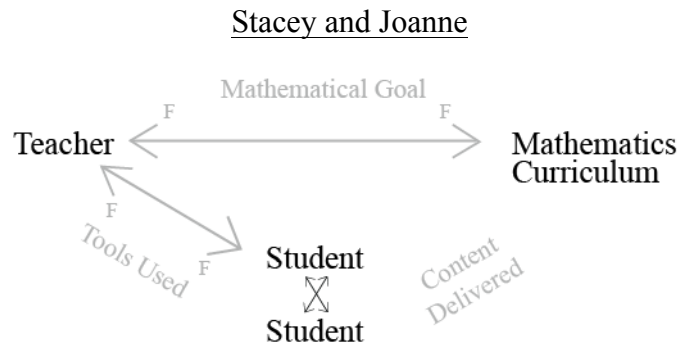 Stacey and Joanne
Mathematical Goal
F
F
Teacher
Mathematics
Curriculum
F
Tools Used
F
Student
Content
Delivered
Student